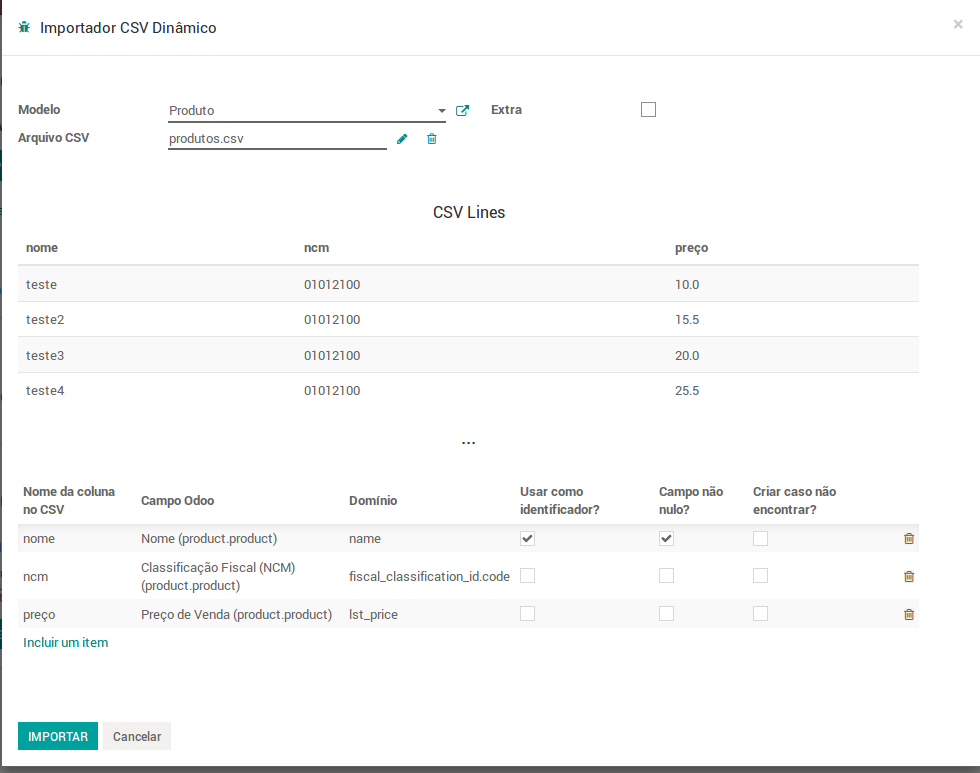 Importador CSV Dinâmico
×
Modelo Produto Extra
Arquivo CSV produtos.csv
CSV Lines
nome ncm preço
teste 01012100 10.0
teste2 01012100 15.5
teste3 01012100 20.0
teste4 01012100 25.5
...
Nome da coluna no CSV Campo Odoo Domínio Usar como identificador? Campo não nulo? Criar caso não encontrar?
nome Nome (product.product) name
ncm Classificação Fiscal (NCM) (product.product) fiscal_classification_id.code
preço Preço de Venda (product.product) lst_price
Incluir um item
IMPORTAR Cancelar